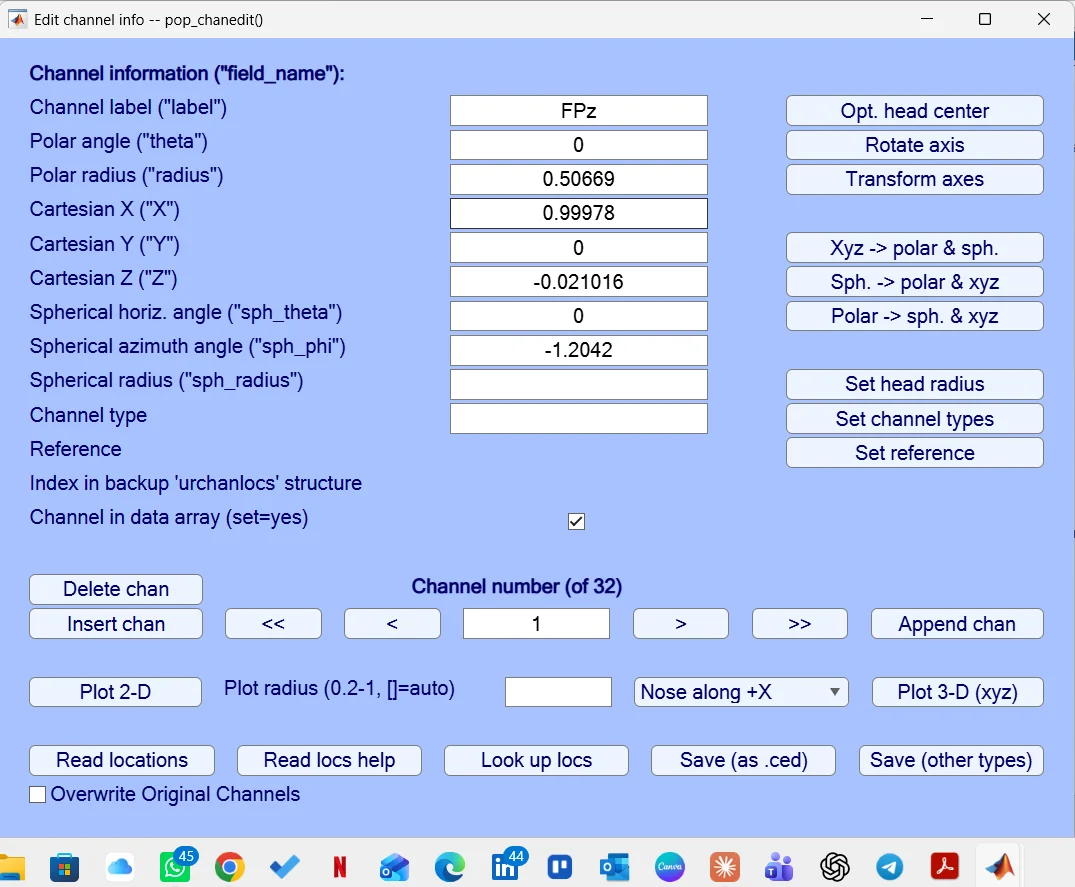 Edit channel info -- pop_chanedit()
Channel information ("field_name"):
Channel label ("label") FPz Opt. head center
Polar angle ("theta") 0 Rotate axis
Polar radius ("radius") 0.50669 Transform axes
Cartesian X ("X") 0.99978
Cartesian Y ("Y") 0 Xyz -> polar & sph.
Cartesian Z ("Z") -0.021016 Sph. -> polar & xyz
Spherical horiz. angle ("sph_theta") 0 Polar -> sph. & xyz
Spherical azimuth angle ("sph_phi") -1.2042
Spherical radius ("sph_radius") Set head radius
Channel type Set channel types
Reference Set reference
Index in backup 'urchanlocs' structure
Channel in data array (set=yes)
Delete chan Channel number (of 32)
Insert chan << < 1 > >> Append chan
Plot 2-D Plot radius (0.2-1, []=auto) Nose along +X Plot 3-D (xyz)
Read locations Read locs help Look up locs Save (as .ced) Save (other types)
Overwrite Original Channels
45 N in 44 Canva